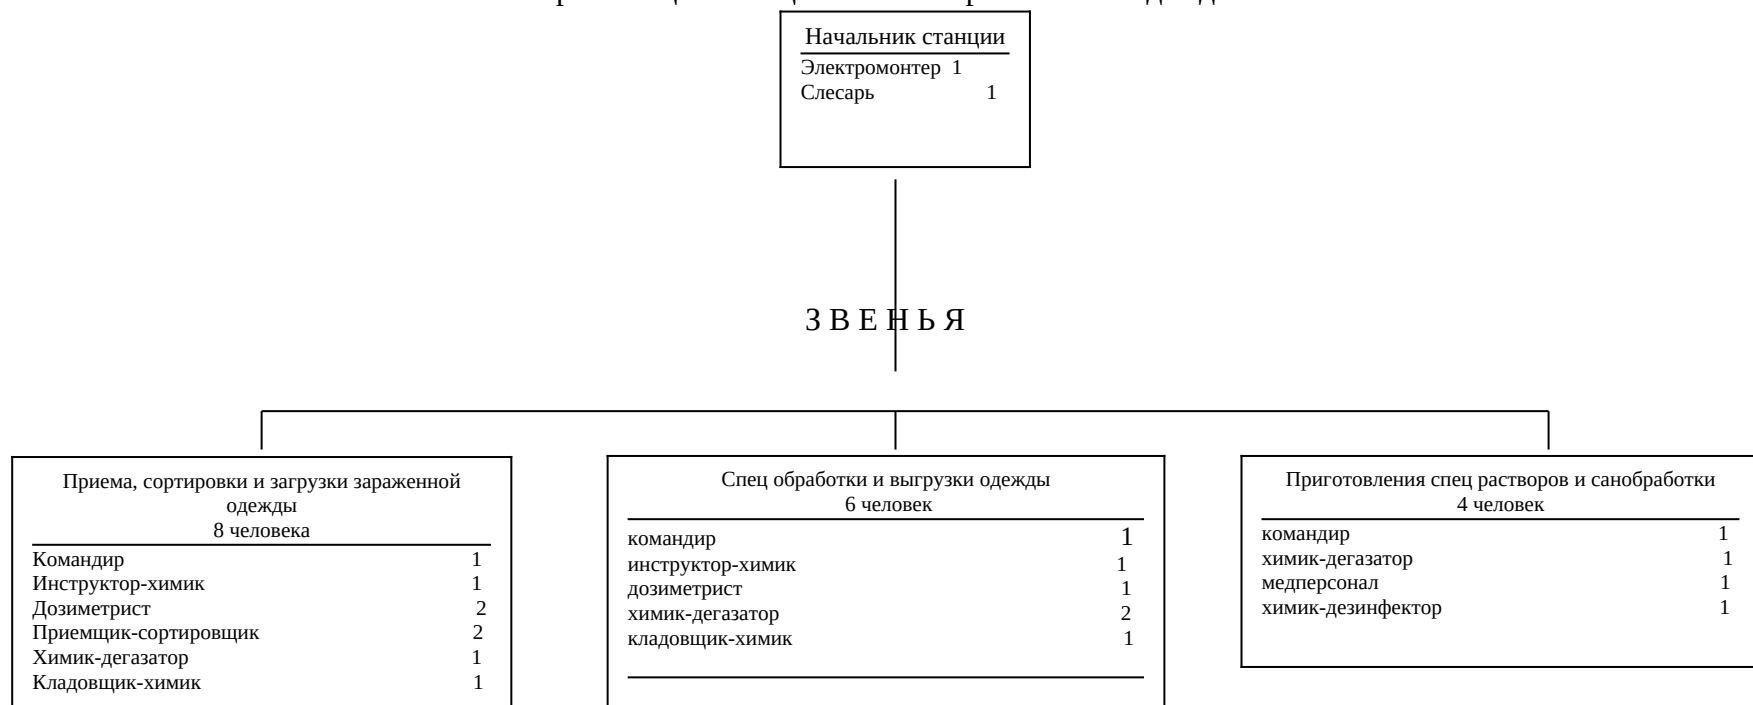 Начальник станции
Электромонтер 1
Слесарь 1
З В Е Н Ь Я
Приема, сортировки и загрузки зараженной
одежды
8 человека
Командир 1
Инструктор-химик 1
Дозиметрист 2
Приемщик-сортировщик 2
Химик-дегазатор 1
Кладовщик-химик 1
Спец обработки и выгрузки одежды
6 человек
командир 1
инструктор-химик 1
дозиметрист 1
химик-дегазатор 2
кладовщик-химик 1
Приготовления спец растворов и санобработки
4 человек
командир 1
химик-дегазатор 1
медперсонал 1
химик-дезинфектор 1